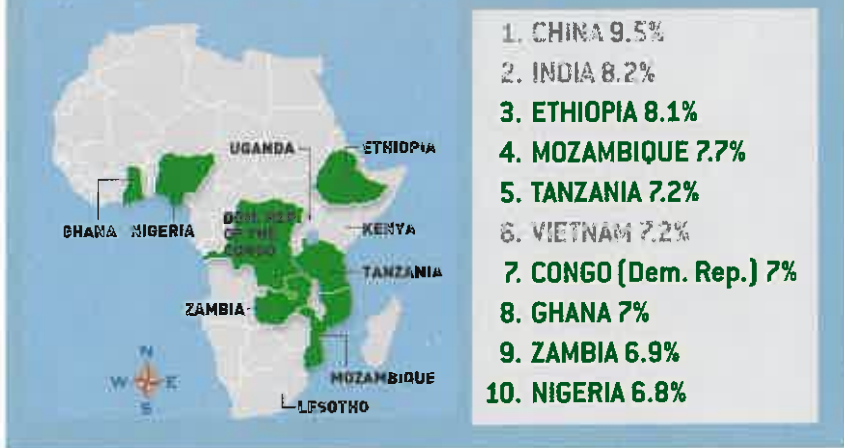 UGANDA
ETHIOPIA
GHANA
NIGERIA
DEM. REP.
OF THE
CONGO
KENYA
TANZANIA
ZAMBIA
N
W E
S
MOZAMBIQUE
LESOTHO
1. CHINA 9.5%
2. INDIA 8.2%
3. ETHIOPIA 8.1%
4. MOZAMBIQUE 7.7%
5. TANZANIA 7.2%
6. VIETNAM 7.2%
7. CONGO (Dem. Rep.) 7%
8. GHANA 7%
9. ZAMBIA 6.9%
10. NIGERIA 6.8%